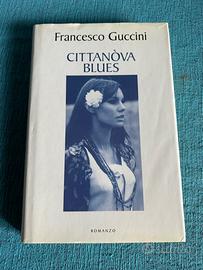 Francesco Guccini
CITTANÒVA
BLUES
ROMANZO